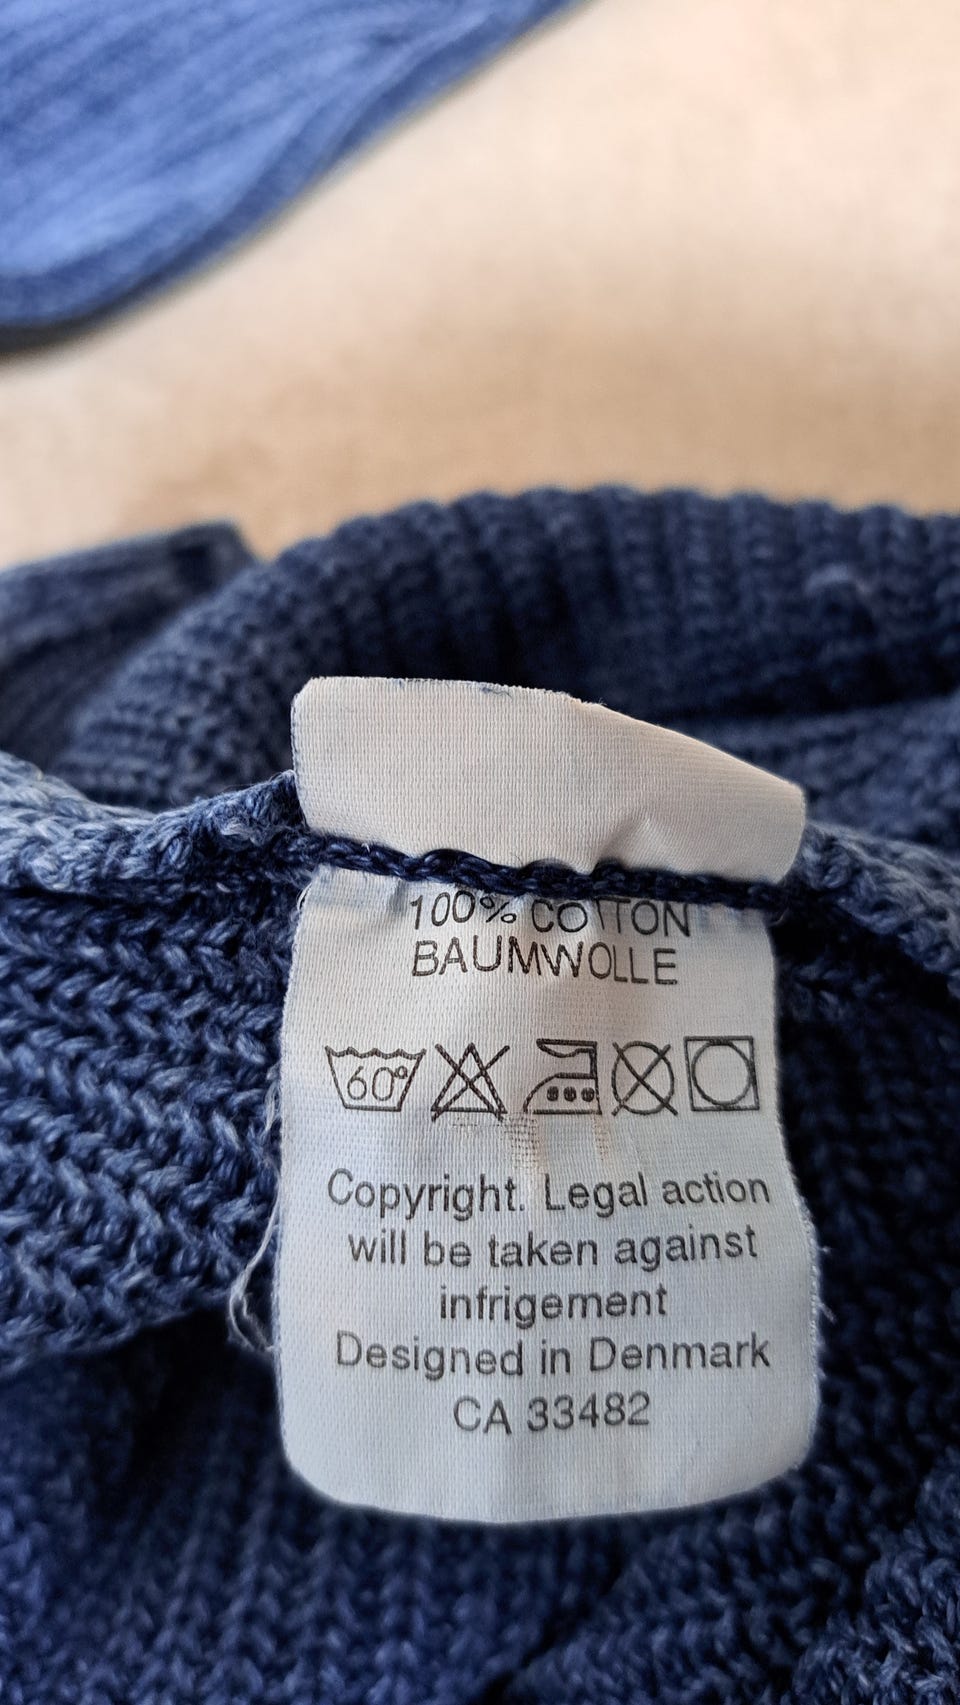 100% COTTON
BAUMWOLLE
60°
Copyright. Legal action
will be taken against
infrigement
Designed in Denmark
CA 33482